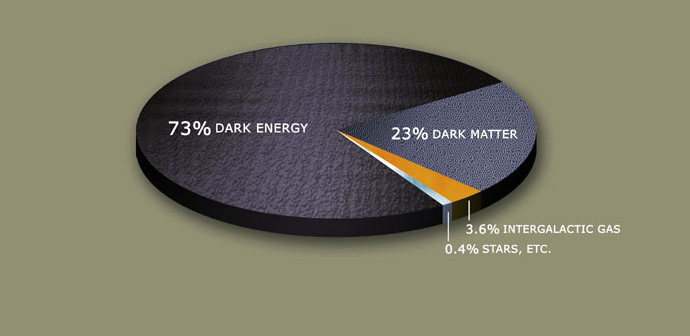 73% DARK ENERGY
23% DARK MATTER
3.6% INTERGALACTIC GAS
0.4% STARS, ETC.